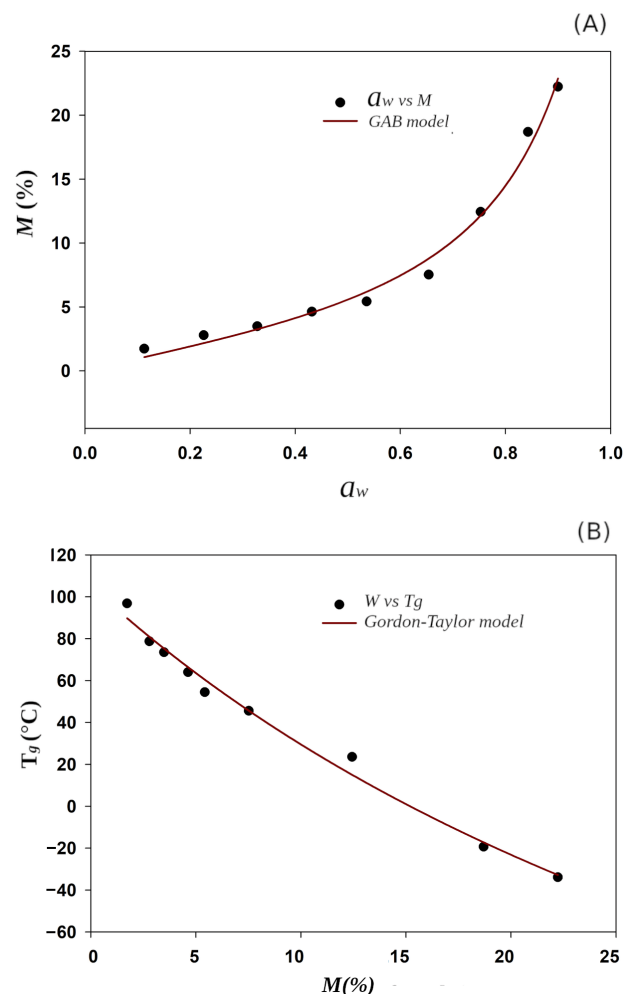 (A)
25
20
15
10
5
0
M (%)
aw vs M
GAB model
0.0 0.2 0.4 0.6 0.8 1.0
aw
(B)
120
100
80
60
40
20
0
−20
−40
−60
Tg (°C)
W vs Tg
Gordon-Taylor model
0 5 10 15 20 25
M(%)